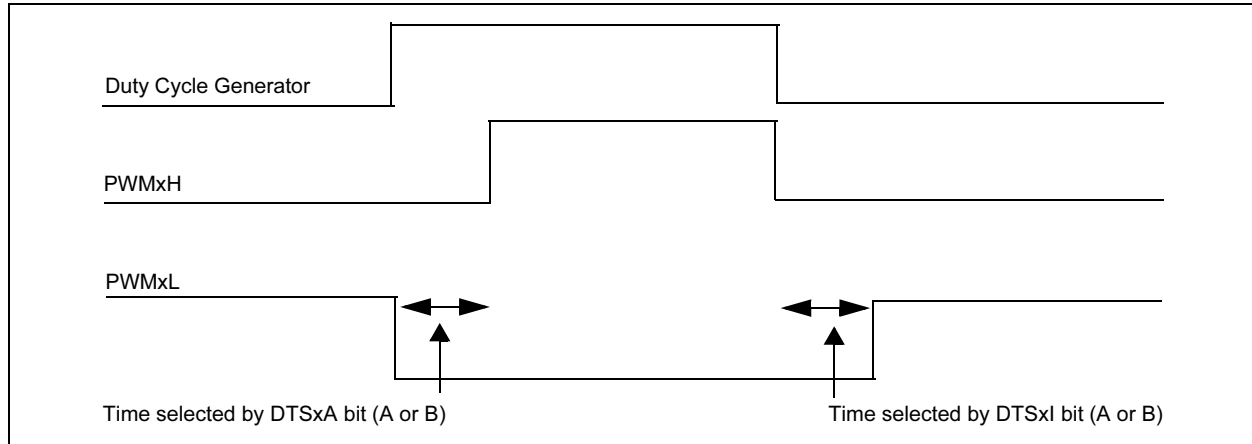 Duty Cycle Generator
PWMxH
PWMxL
Time selected by DTSxA bit (A or B)
Time selected by DTSxI bit (A or B)